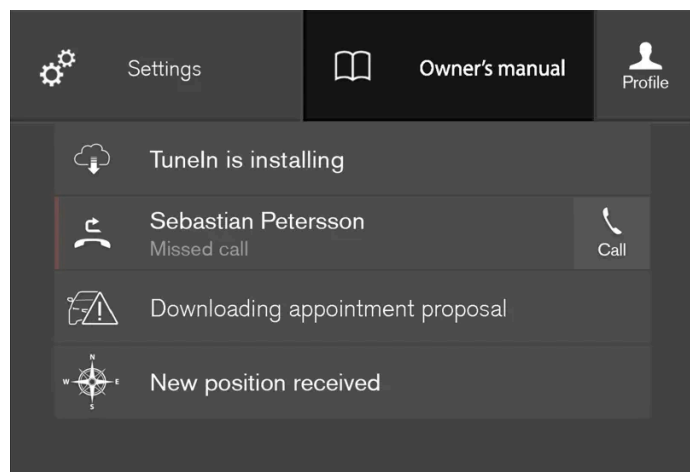 Settings
Owner's manual
Profile
TuneIn is installing
Sebastian Petersson
Missed call
Call
Downloading appointment proposal
N
W E
S
New position received